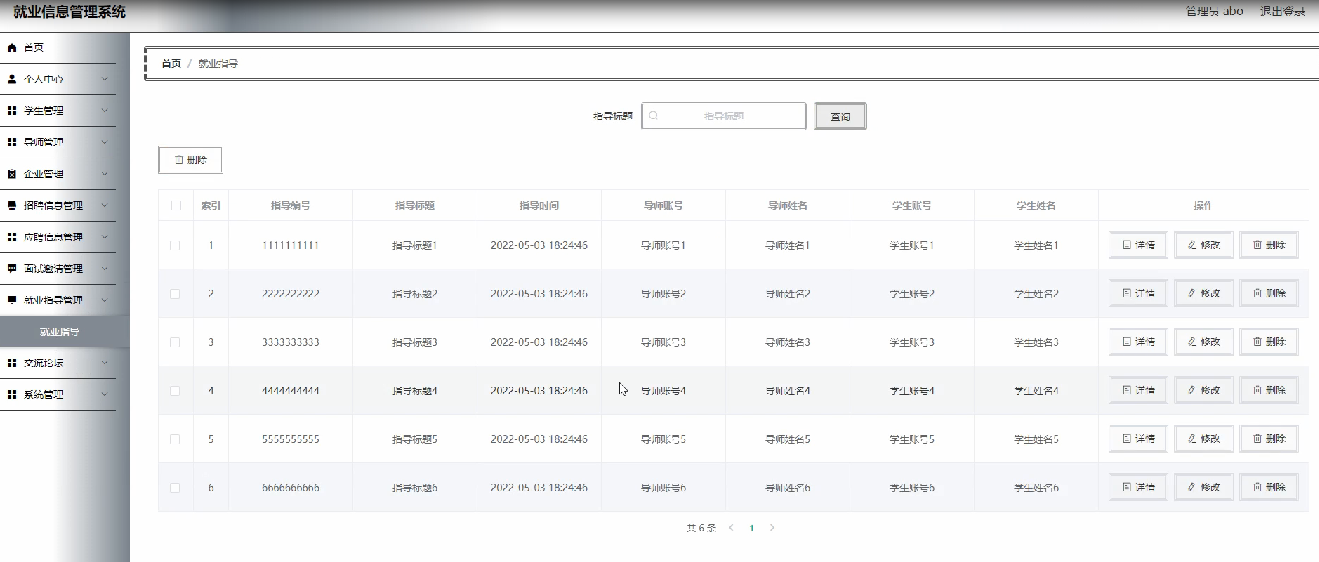 就业信息管理系统
管理员 abo 退出登录
首页
个人中心
学生管理
导师管理
企业管理
招聘信息管理
应聘信息管理
面试邀请管理
就业指导管理
就业指导
交流论坛
系统管理
首页 / 就业指导
指导标题 指导标题 查询
删除
索引 指导编号 指导标题 指导时间 导师账号 导师姓名 学生账号 学生姓名 操作
1 1111111111 指导标题1 2022-05-03 18:24:46 导师账号1 导师姓名1 学生账号1 学生姓名1 详情 修改 删除
2 2222222222 指导标题2 2022-05-03 18:24:46 导师账号2 导师姓名2 学生账号2 学生姓名2 详情 修改 删除
3 3333333333 指导标题3 2022-05-03 18:24:46 导师账号3 导师姓名3 学生账号3 学生姓名3 详情 修改 删除
4 4444444444 指导标题4 2022-05-03 18:24:46 导师账号4 导师姓名4 学生账号4 学生姓名4 详情 修改 删除
5 5555555555 指导标题5 2022-05-03 18:24:46 导师账号5 导师姓名5 学生账号5 学生姓名5 详情 修改 删除
6 6666666666 指导标题6 2022-05-03 18:24:46 导师账号6 导师姓名6 学生账号6 学生姓名6 详情 修改 删除
共 6 条 < 1 >